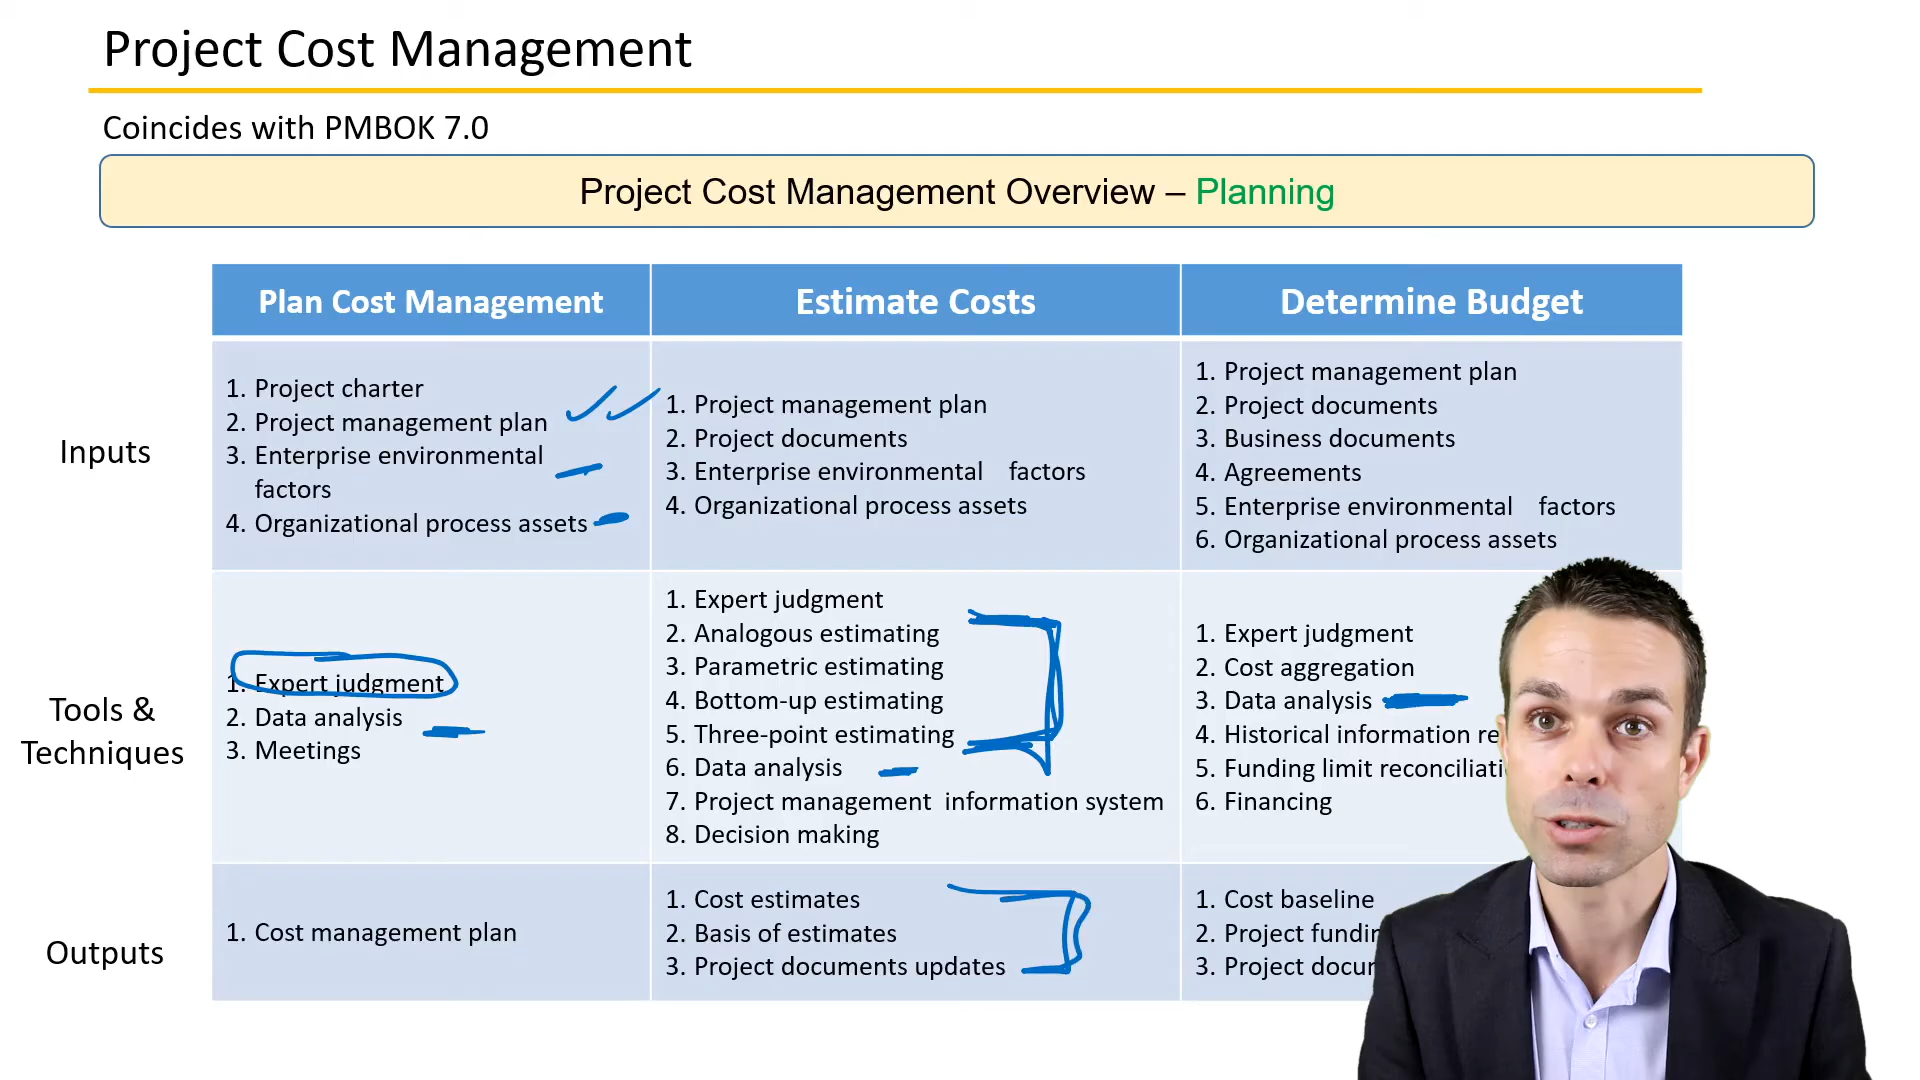 Project Cost Management
Coincides with PMBOK 7.0
Project Cost Management Overview – Planning
Plan Cost Management
Estimate Costs
Determine Budget
Inputs
1. Project charter
2. Project management plan
3. Enterprise environmental
factors
4. Organizational process assets
1. Project management plan
2. Project documents
3. Enterprise environmental factors
4. Organizational process assets
1. Project management plan
2. Project documents
3. Business documents
4. Agreements
5. Enterprise environmental factors
6. Organizational process assets
Tools &
Techniques
1. Expert judgment
2. Data analysis
3. Meetings
1. Expert judgment
2. Analogous estimating
3. Parametric estimating
4. Bottom-up estimating
5. Three-point estimating
6. Data analysis
7. Project management information system
8. Decision making
1. Expert judgment
2. Cost aggregation
3. Data analysis
4. Historical information
5. Funding limit
6. Financing
Outputs
1. Cost management plan
1. Cost estimates
2. Basis of estimates
3. Project documents updates
1. Cost baseline
2. Project
3. Project